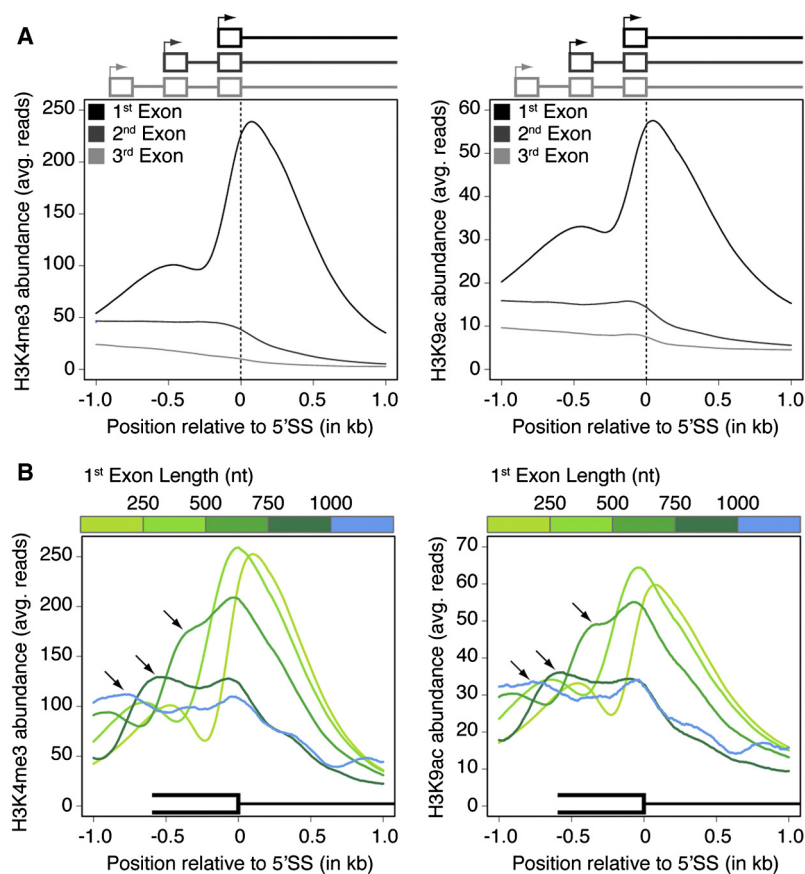 A
1st Exon
2nd Exon
3rd Exon
H3K4me3 abundance (avg. reads)
250
200
150
100
50
0
-1.0 -0.5 0 0.5 1.0
Position relative to 5'SS (in kb)
1st Exon
2nd Exon
3rd Exon
H3K9ac abundance (avg. reads)
60
50
40
30
20
10
0
-1.0 -0.5 0 0.5 1.0
Position relative to 5'SS (in kb)
B
1st Exon Length (nt)
250 500 750 1000
H3K4me3 abundance (avg. reads)
250
200
150
100
50
0
-1.0 -0.5 0 0.5 1.0
Position relative to 5'SS (in kb)
1st Exon Length (nt)
250 500 750 1000
H3K9ac abundance (avg. reads)
70
60
50
40
30
20
10
0
-1.0 -0.5 0 0.5 1.0
Position relative to 5'SS (in kb)